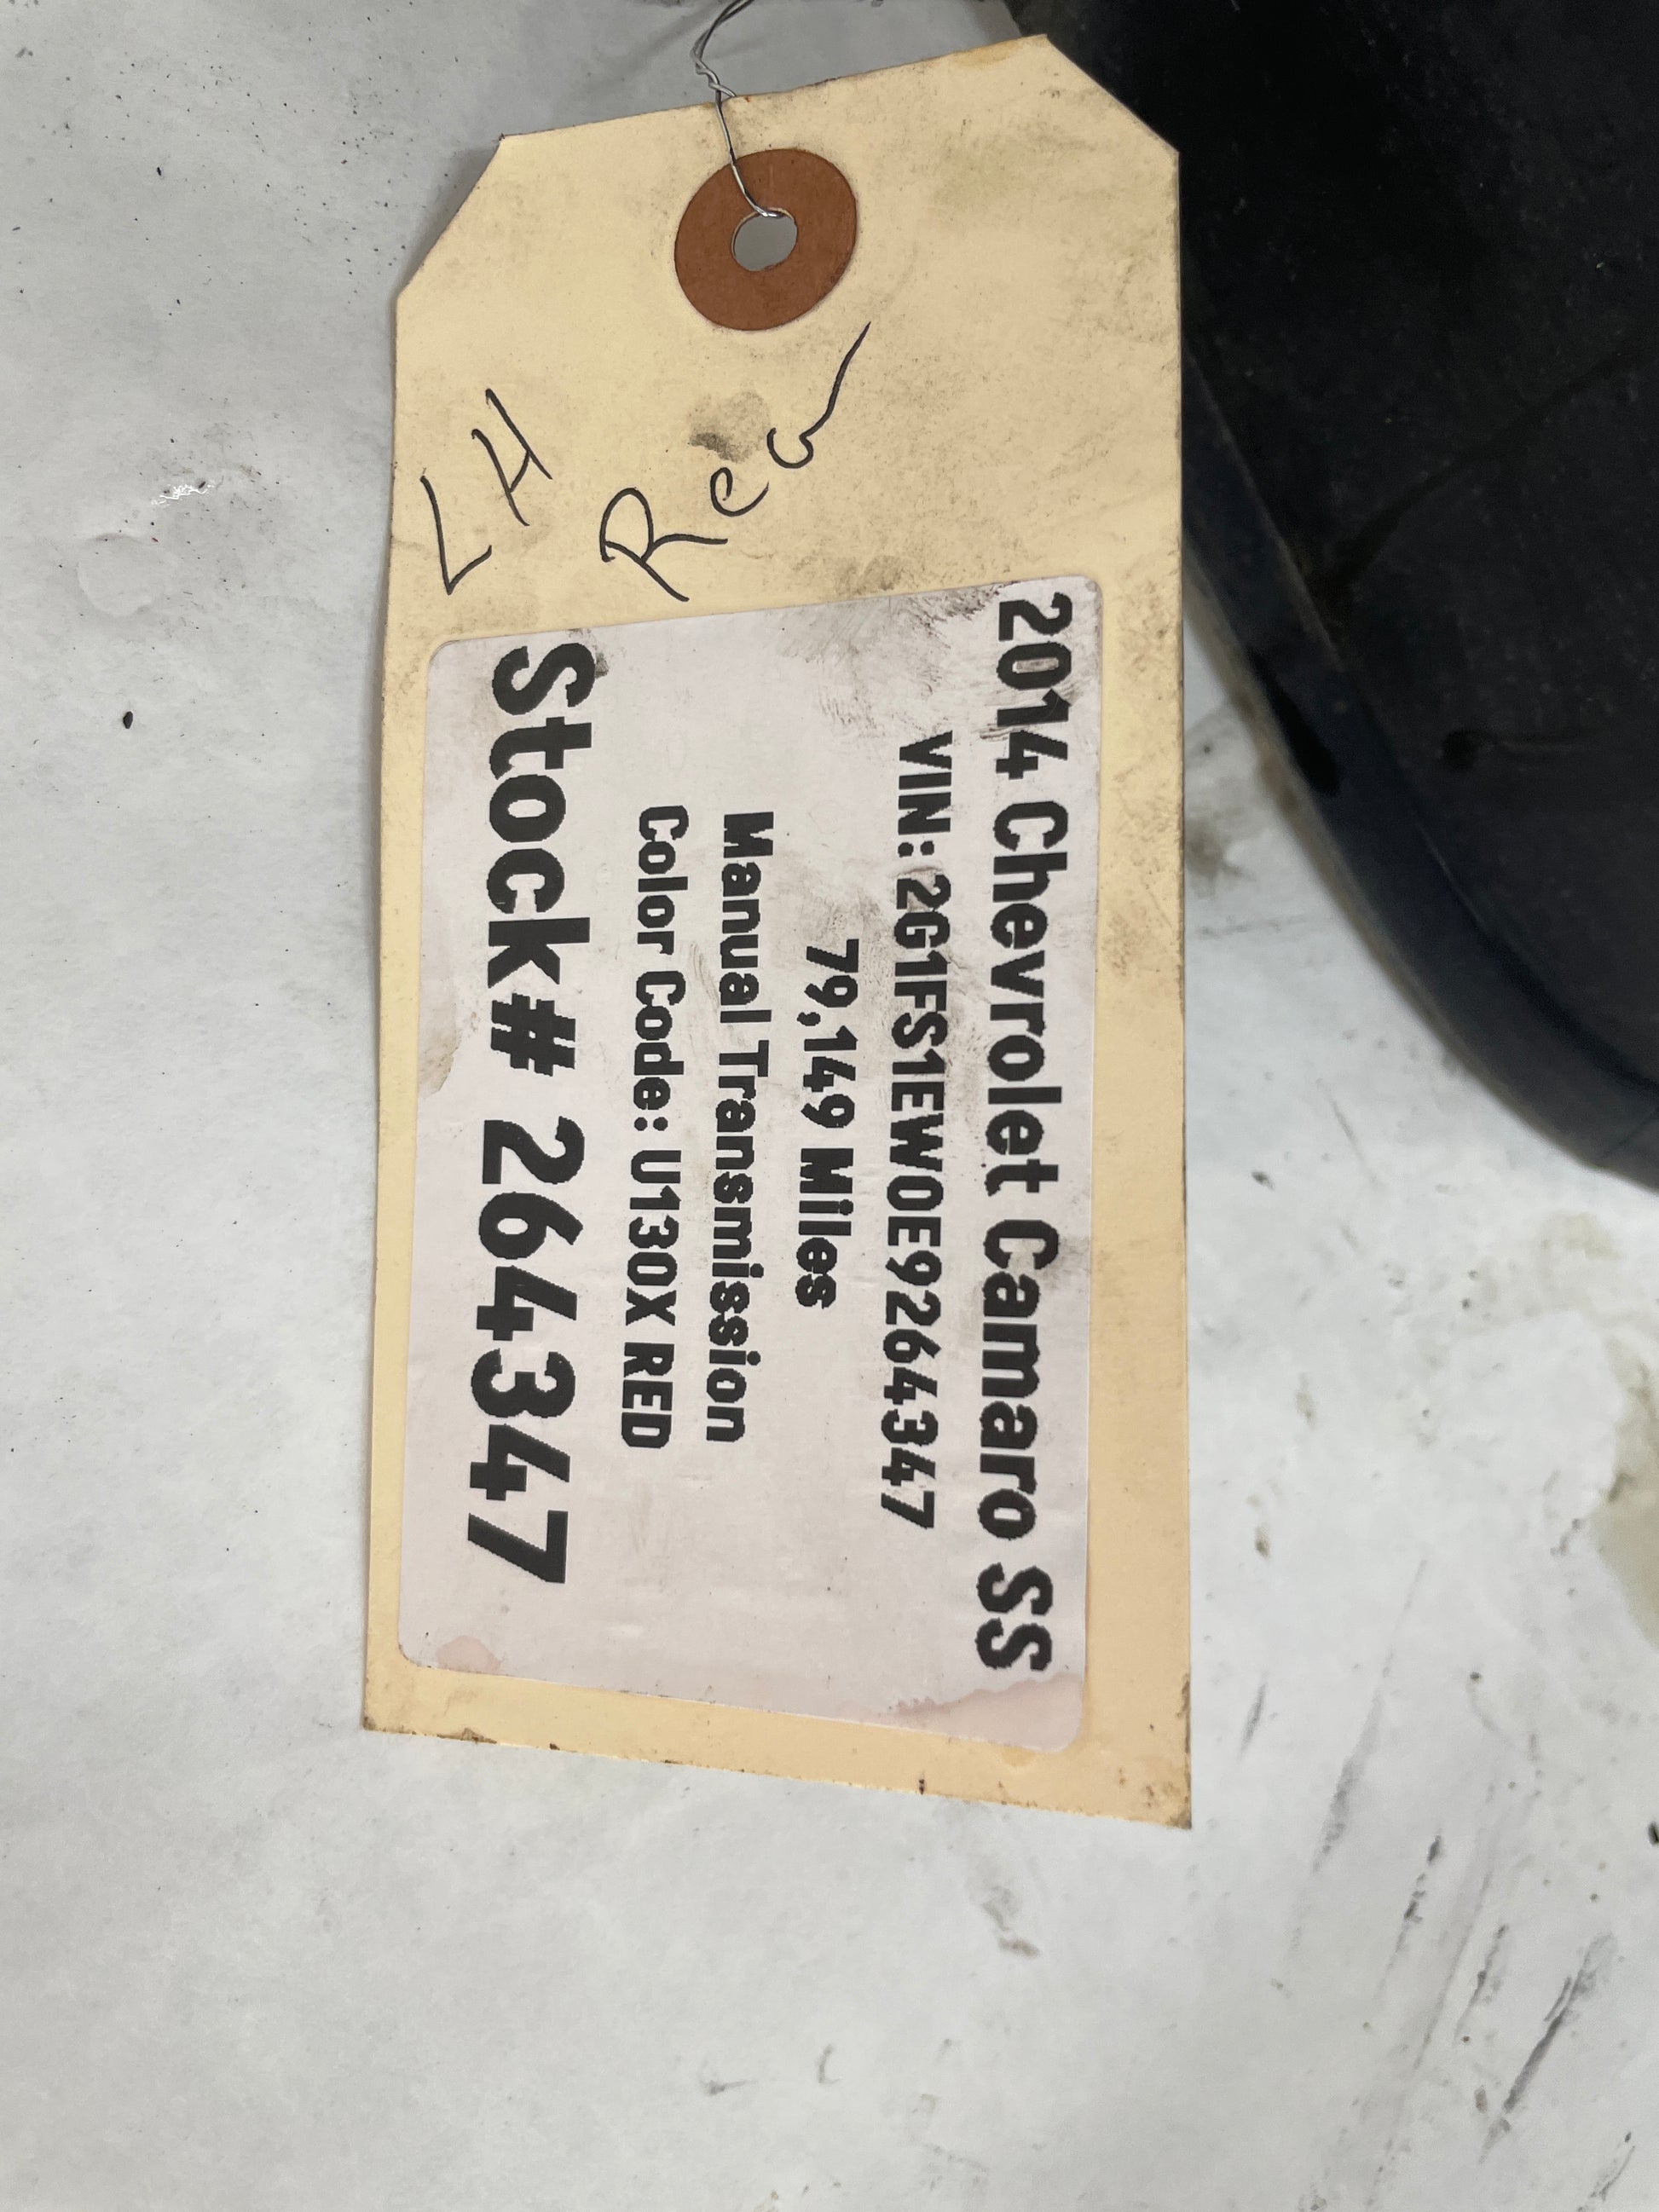 LH
Rear
2014 Chevrolet Camaro SS
VIN: 2G1FS1EW0E9264347
79,149 Miles
Manual Transmission
Color Code: U130X RED
Stock# 264347